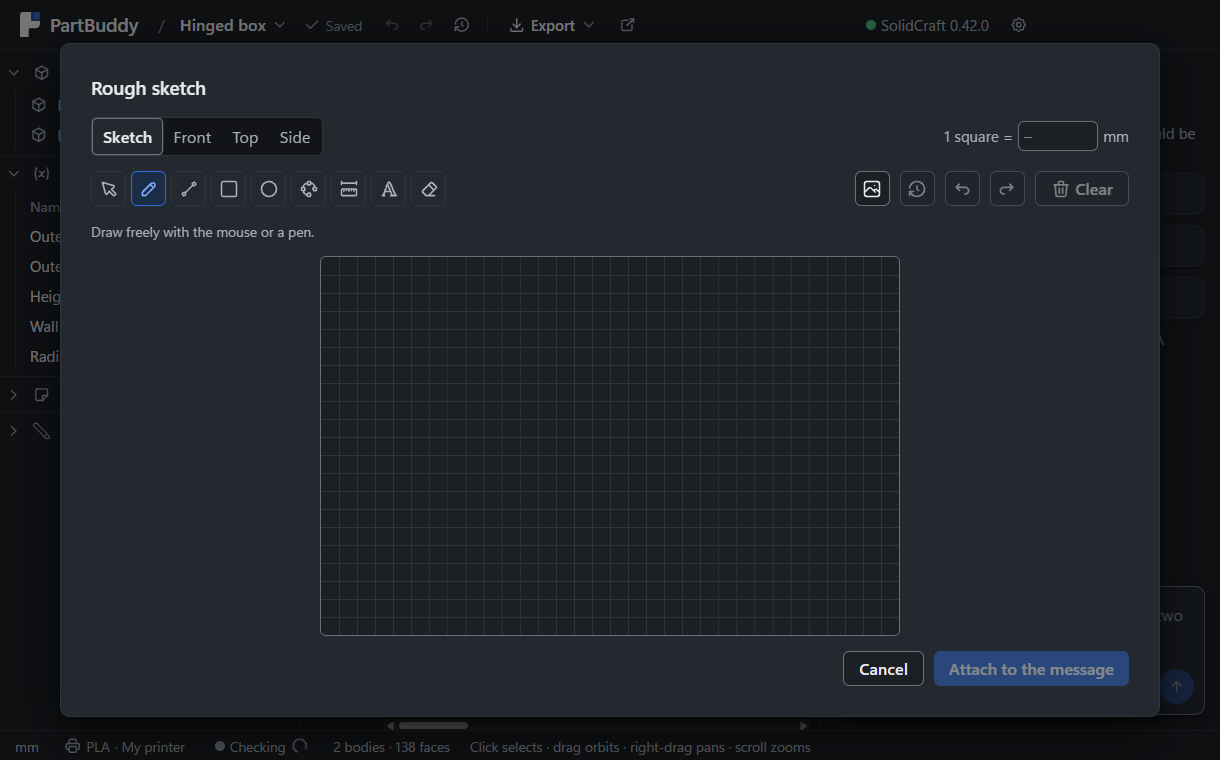 PartBuddy / Hinged box Saved Export SolidCraft 0.42.0
Rough sketch
Sketch Front Top Side 1 square = – mm
Clear
Draw freely with the mouse or a pen.
(x)
Wall
Cancel Attach to the message
mm PLA · My printer Checking 2 bodies · 138 faces Click selects · drag orbits · right-drag pans · scroll zooms